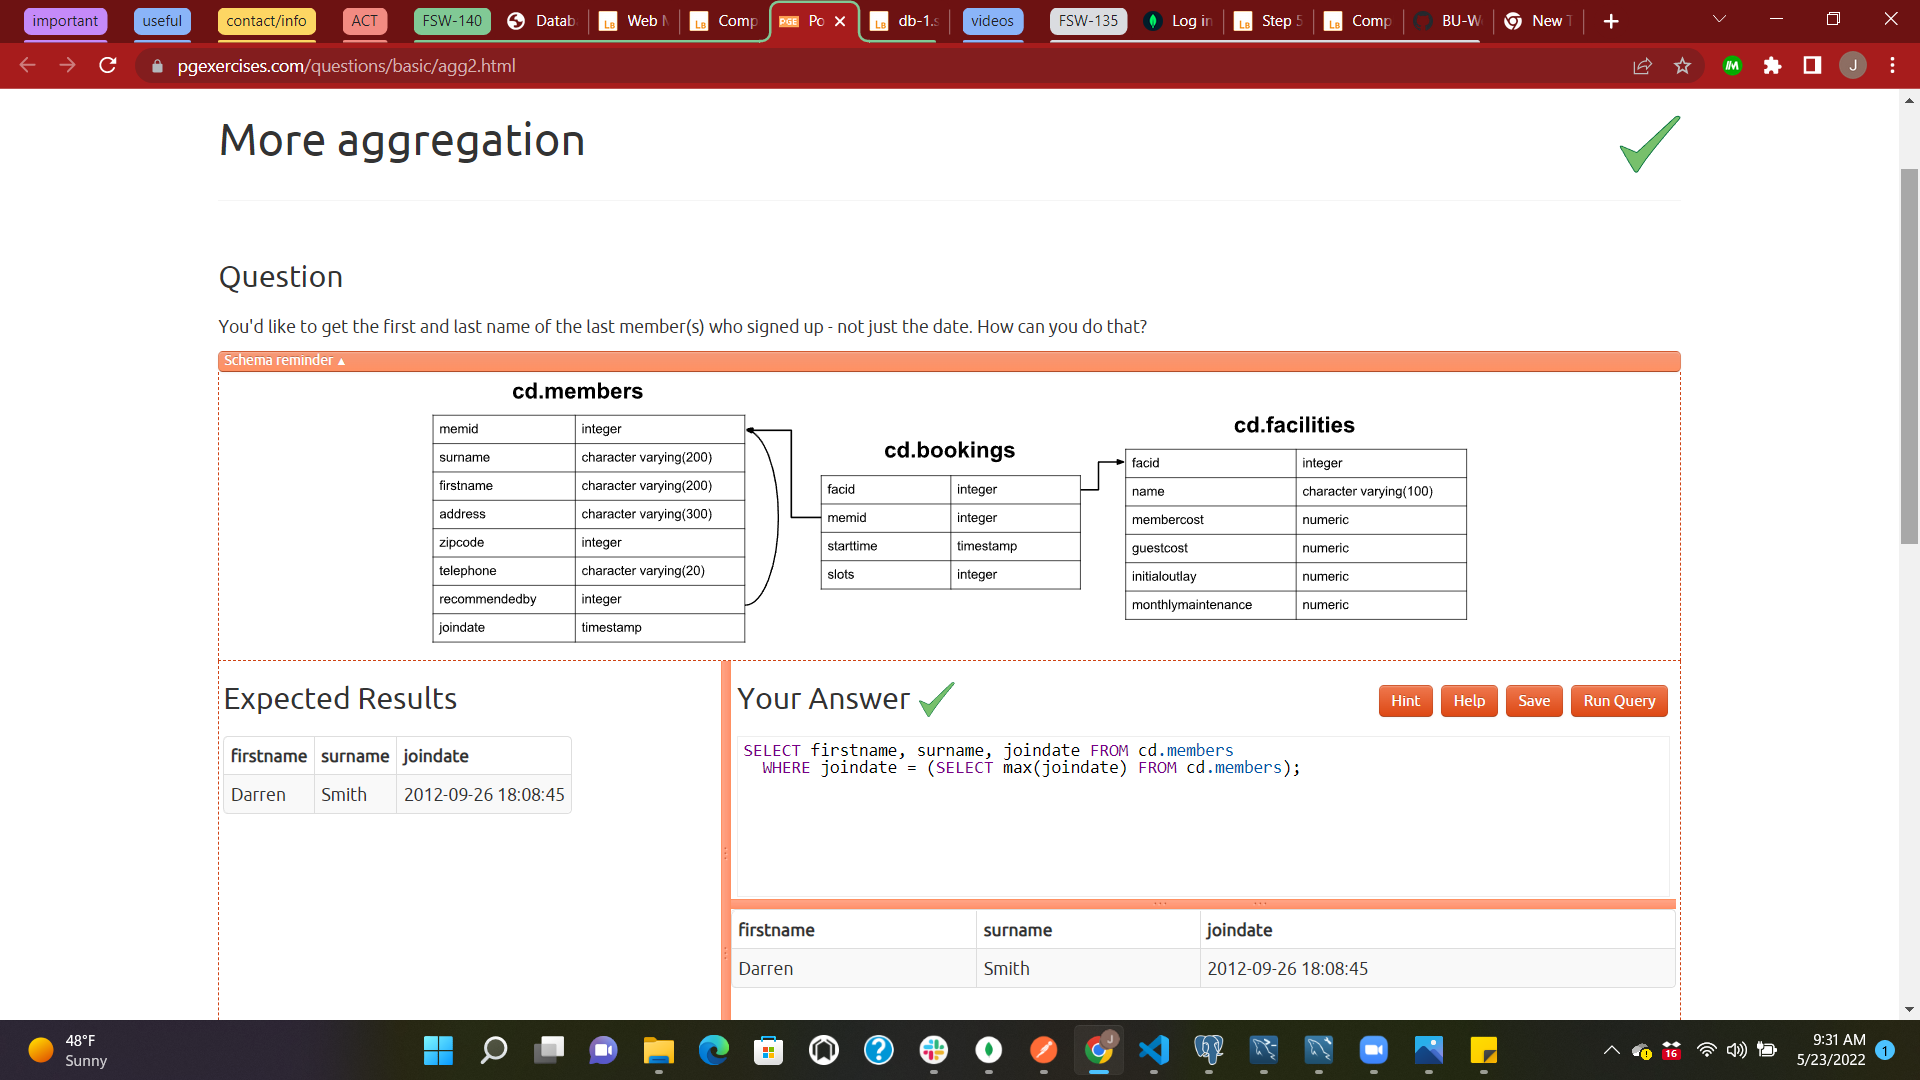 important useful contact/info ACT FSW-140 Datab Web M Comp Po db-1.s videos FSW-135 Log in Step 5 Comp BU-W New T
pgexercises.com/questions/basic/agg2.html J
More aggregation
Question
You'd like to get the first and last name of the last member(s) who signed up - not just the date. How can you do that?
Schema reminder ▲
cd.members
memid integer
surname character varying(200)
firstname character varying(200)
address character varying(300)
zipcode integer
telephone character varying(20)
recommendedby integer
joindate timestamp
cd.bookings
facid integer
memid integer
starttime timestamp
slots integer
cd.facilities
facid integer
name character varying(100)
membercost numeric
guestcost numeric
initialoutlay numeric
monthlymaintenance numeric
Expected Results
firstname surname joindate
Darren Smith 2012-09-26 18:08:45
Your Answer
Hint Help Save Run Query
SELECT firstname, surname, joindate FROM cd.members
WHERE joindate = (SELECT max(joindate) FROM cd.members);
firstname surname joindate
Darren Smith 2012-09-26 18:08:45
48°F
Sunny
16
9:31 AM
5/23/2022
1